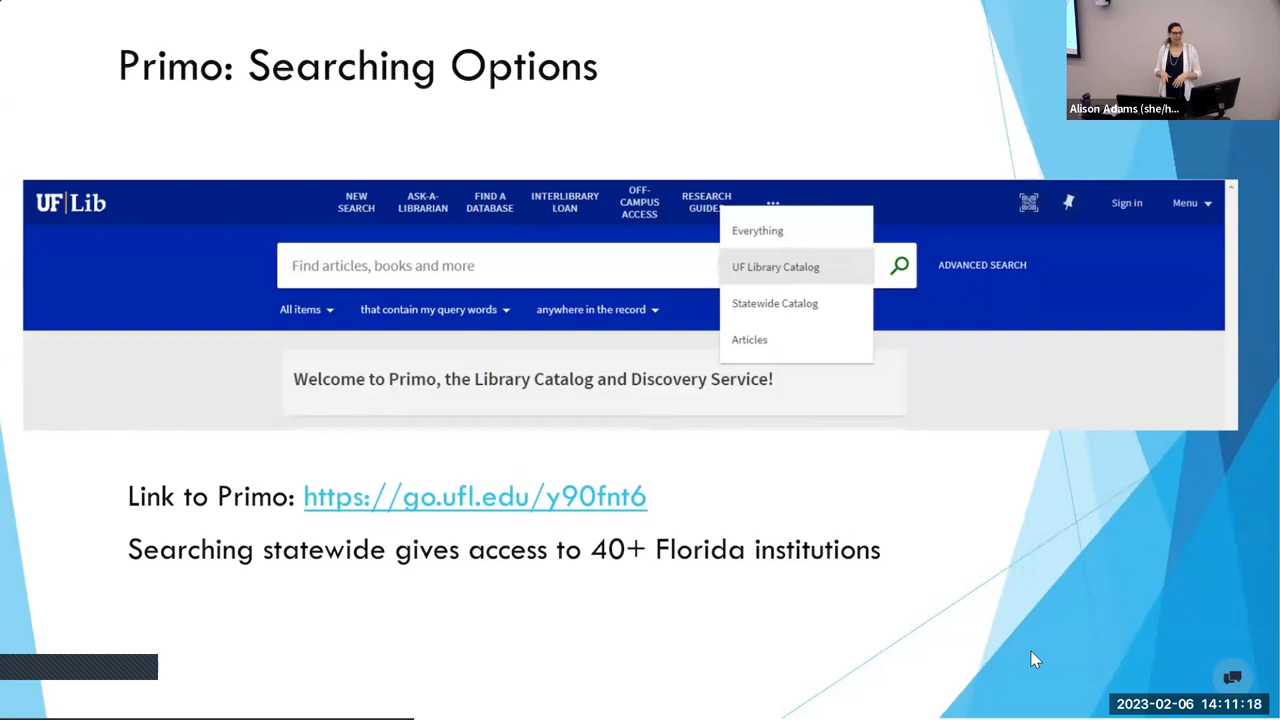 Primo: Searching Options
Alison Adams (she/h...
UF Lib
NEW SEARCH
ASK-A-LIBRARIAN
FIND A DATABASE
INTERLIBRARY LOAN
OFF-CAMPUS ACCESS
RESEARCH GUIDES
...
Sign in
Menu
Everything
Find articles, books and more
UF Library Catalog
ADVANCED SEARCH
All items
that contain my query words
anywhere in the record
Statewide Catalog
Articles
Welcome to Primo, the Library Catalog and Discovery Service!
Link to Primo: https://go.ufl.edu/y90fnt6
Searching statewide gives access to 40+ Florida institutions
2023-02-06 14:11:18